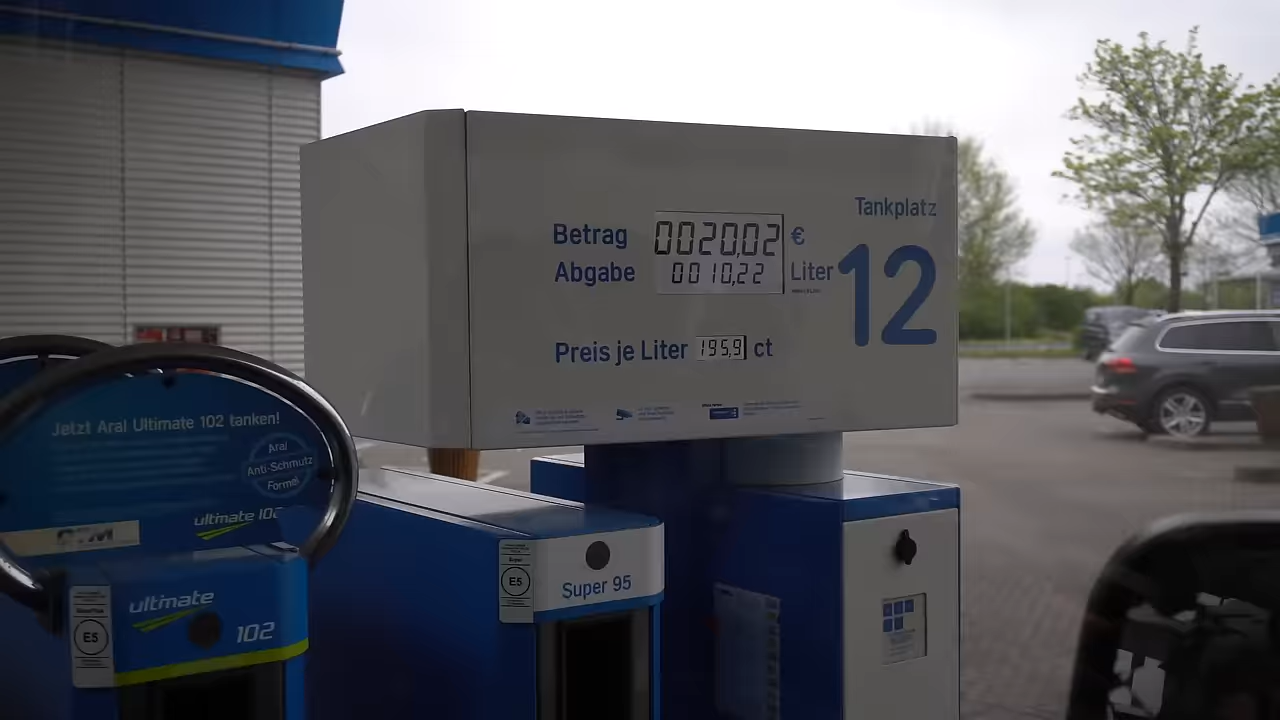 Tankplatz
12
Betrag 0020,02 €
Abgabe 0010,22 Liter
Preis je Liter 195,9 ct
Jetzt Aral Ultimate 102 tanken!
Aral
Anti-Schmutz
Formel
ultimate 102
DTM
ultimate
102
E5
Super 95
E5